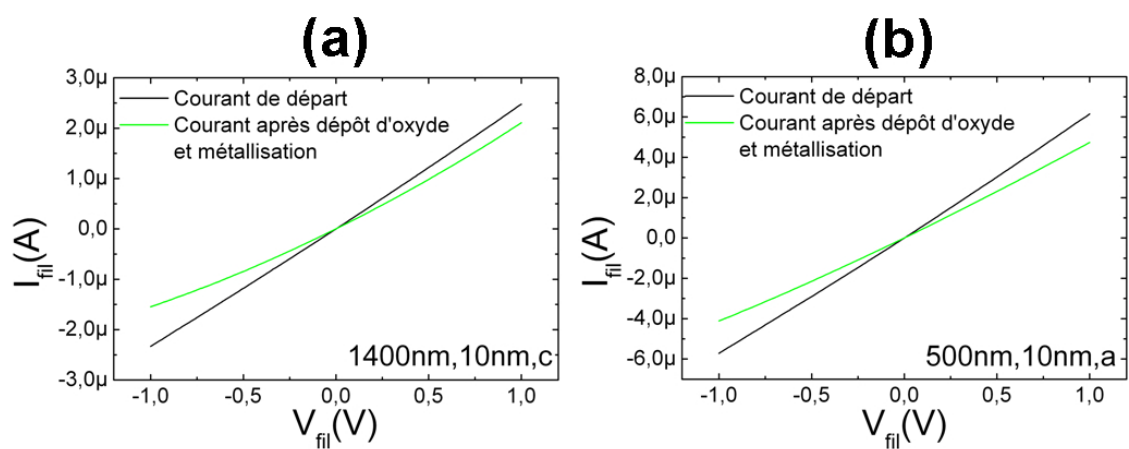 (a)
3,0µ
2,0µ
1,0µ
0,0
-1,0µ
-2,0µ
-3,0µ
I_fil(A)
Courant de départ
Courant après dépôt d'oxyde
et métallisation
1400nm,10nm,c
-1,0
-0,5
0,0
0,5
1,0
V_fil(V)
(b)
8,0µ
6,0µ
4,0µ
2,0µ
0,0
-2,0µ
-4,0µ
-6,0µ
I_fil(A)
Courant de départ
Courant après dépôt d'oxyde
et métallisation
500nm,10nm,a
-1,0
-0,5
0,0
0,5
1,0
V_fil(V)